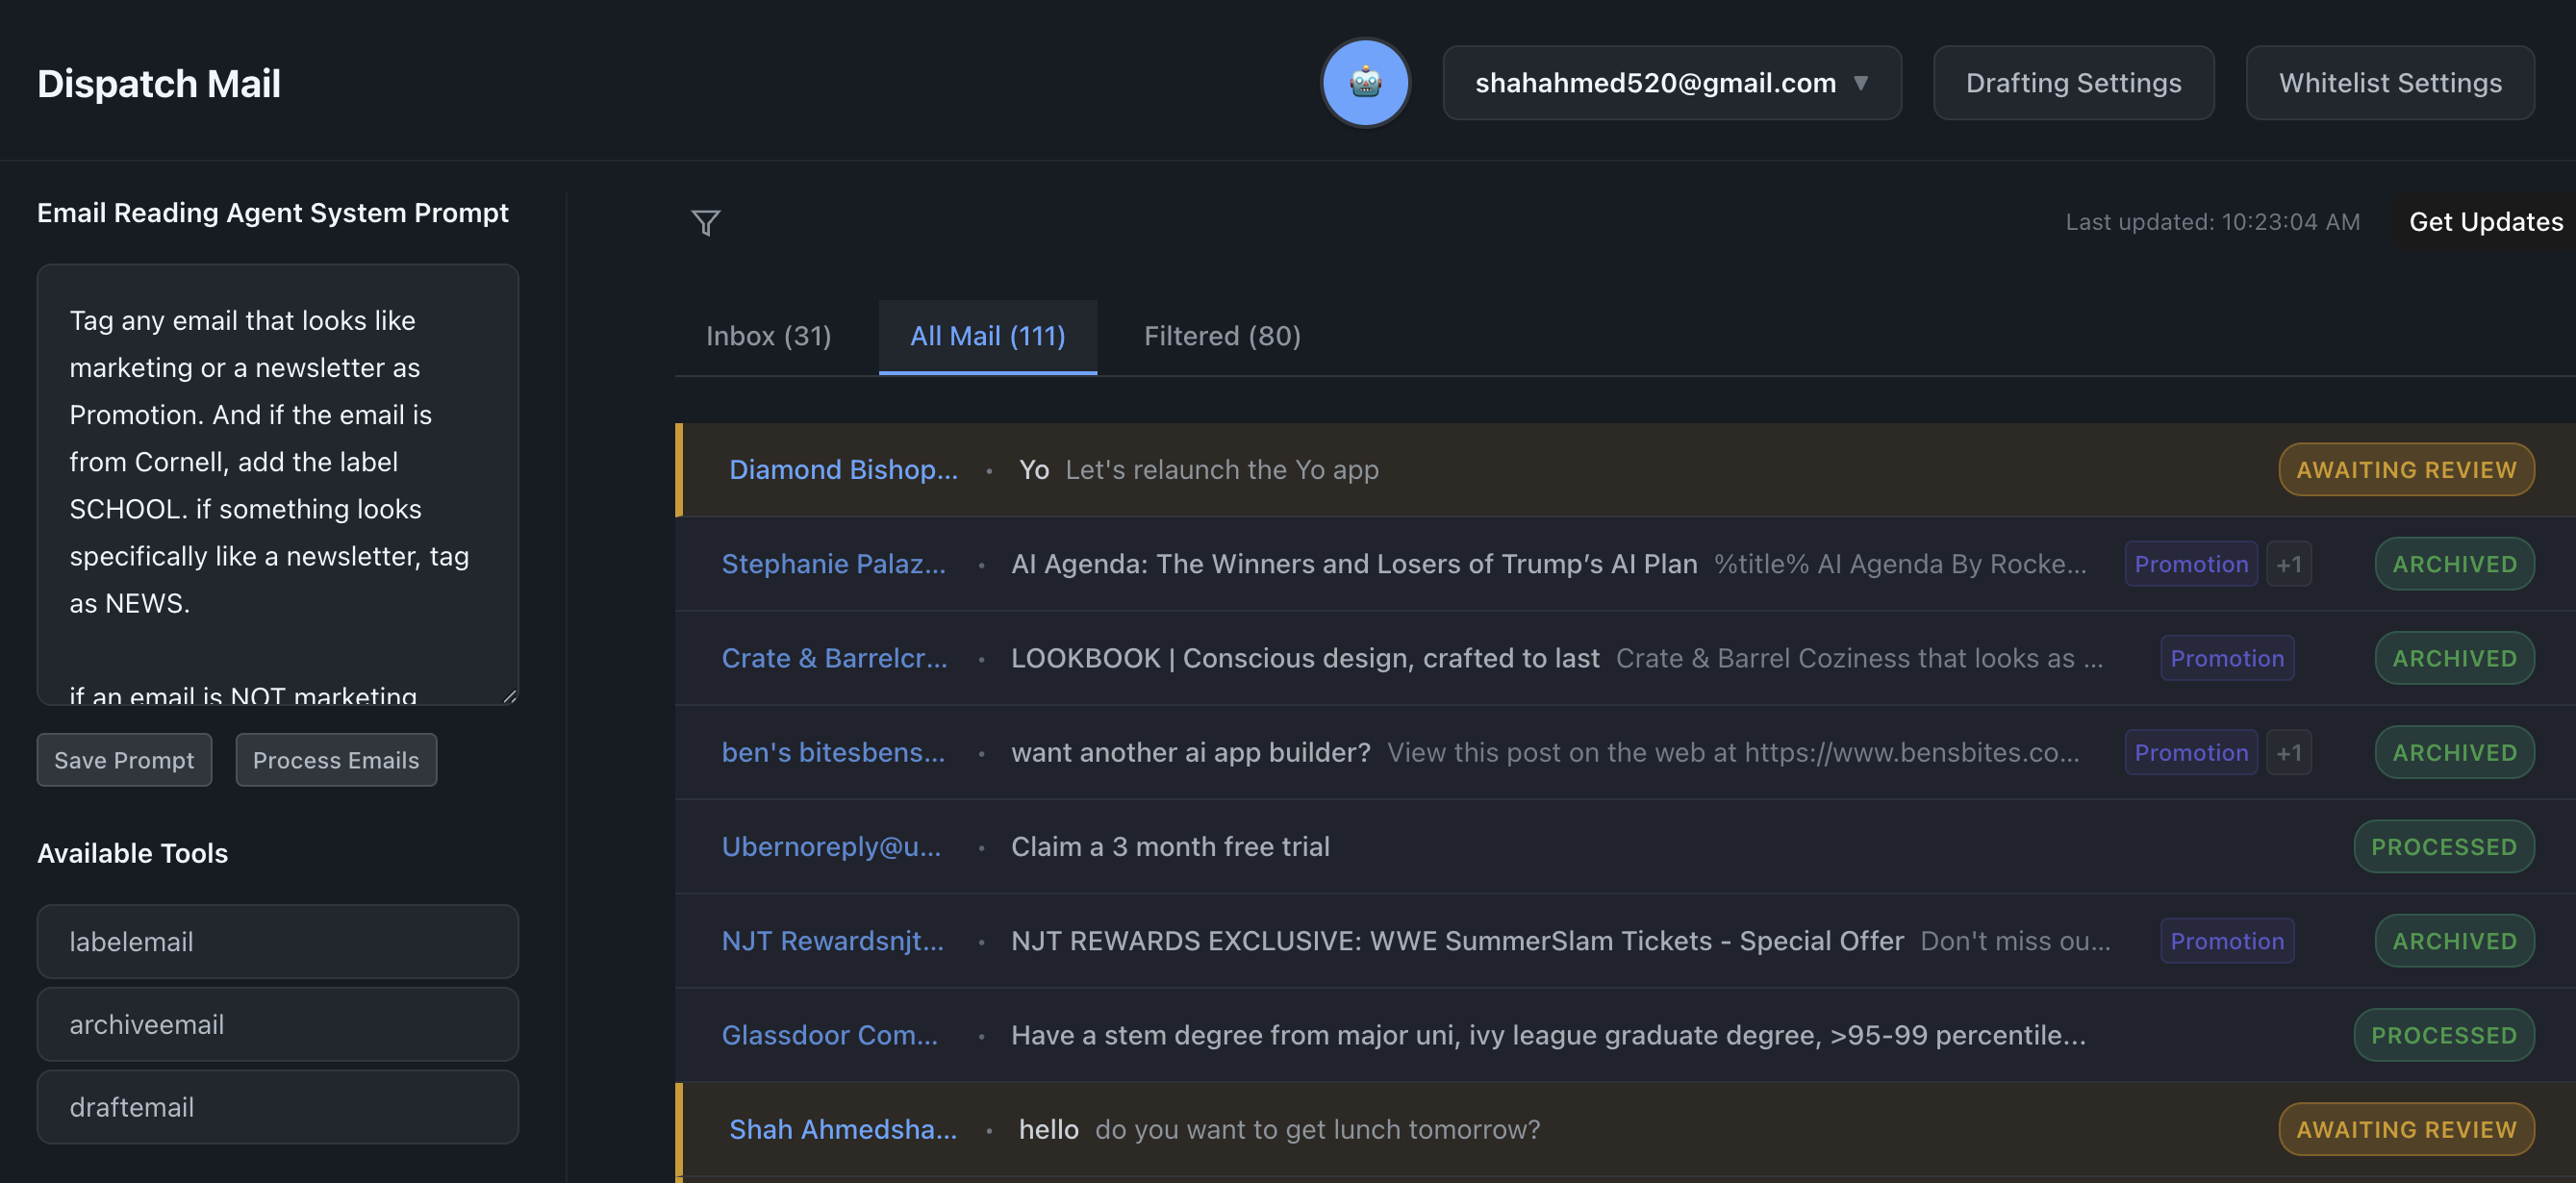 Dispatch Mail
shahahmed520@gmail.com ▼
Drafting Settings
Whitelist Settings
Email Reading Agent System Prompt
Tag any email that looks like
marketing or a newsletter as
Promotion. And if the email is
from Cornell, add the label
SCHOOL. if something looks
specifically like a newsletter, tag
as NEWS.
if an email is NOT marketing
Save Prompt
Process Emails
Available Tools
labelemail
archiveemail
draftemail
Last updated: 10:23:04 AM
Get Updates
Inbox (31)
All Mail (111)
Filtered (80)
Diamond Bishop... • Yo Let's relaunch the Yo app AWAITING REVIEW
Stephanie Palaz... • AI Agenda: The Winners and Losers of Trump’s AI Plan %title% AI Agenda By Rocke... Promotion +1 ARCHIVED
Crate & Barrelcr... • LOOKBOOK | Conscious design, crafted to last Crate & Barrel Coziness that looks as ... Promotion ARCHIVED
ben's bitesbens... • want another ai app builder? View this post on the web at https://www.bensbites.co... Promotion +1 ARCHIVED
Ubernoreply@u... • Claim a 3 month free trial PROCESSED
NJT Rewardsnjt... • NJT REWARDS EXCLUSIVE: WWE SummerSlam Tickets - Special Offer Don't miss ou... Promotion ARCHIVED
Glassdoor Com... • Have a stem degree from major uni, ivy league graduate degree, >95-99 percentile... PROCESSED
Shah Ahmedsha... • hello do you want to get lunch tomorrow? AWAITING REVIEW